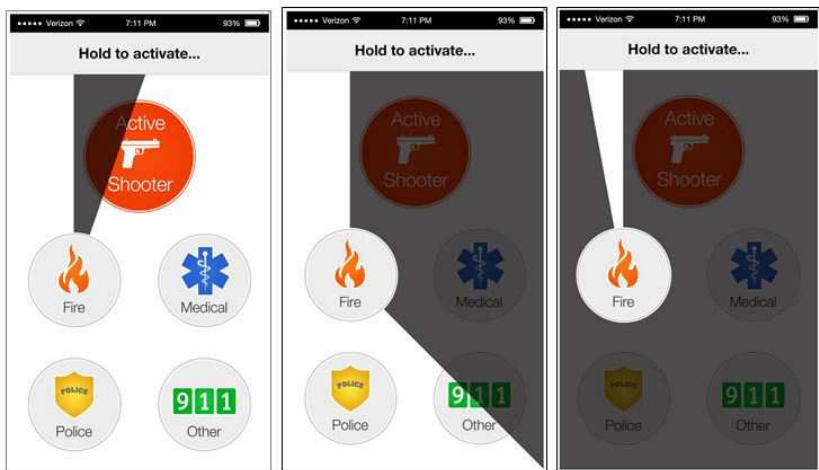 Verizon 7:11 PM 93%
Hold to activate...
Active
Shooter
Fire Medical
POLICE
911
Police Other
Verizon 7:11 PM 93%
Hold to activate...
Active
Shooter
Fire Medical
POLICE
911
Police Other
Verizon 7:11 PM 93%
Hold to activate...
Active
Shooter
Fire Medical
POLICE
911
Police Other